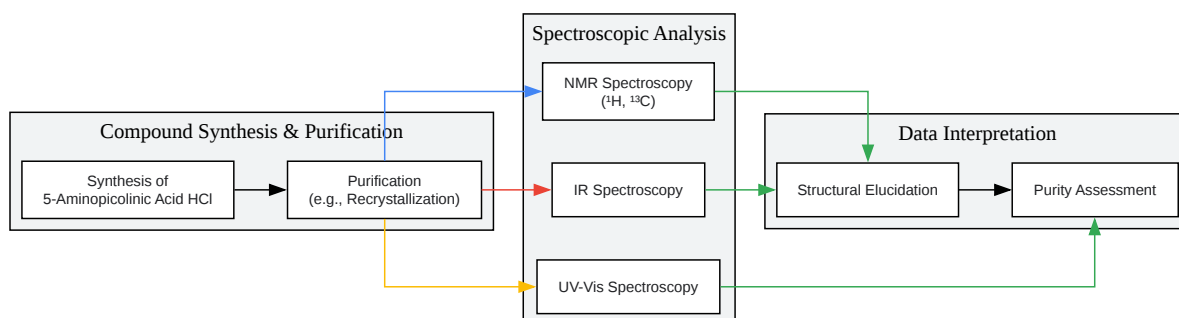 Compound Synthesis & Purification
Synthesis of
5-Aminopicolinic Acid HCl
Purification
(e.g., Recrystallization)
Spectroscopic Analysis
NMR Spectroscopy
(¹H, ¹³C)
IR Spectroscopy
UV-Vis Spectroscopy
Data Interpretation
Structural Elucidation
Purity Assessment